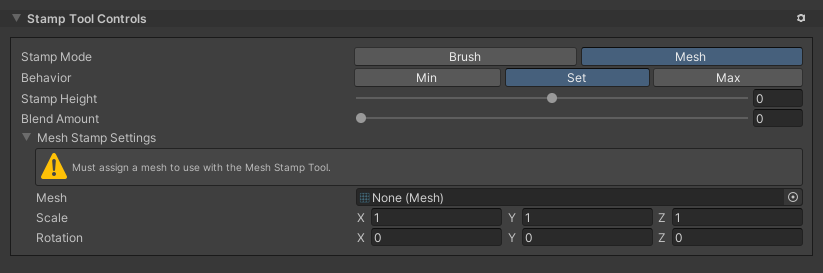 Stamp Tool Controls
Stamp Mode Brush Mesh
Behavior Min Set Max
Stamp Height 0
Blend Amount 0
Mesh Stamp Settings
Must assign a mesh to use with the Mesh Stamp Tool.
Mesh None (Mesh)
Scale X 1 Y 1 Z 1
Rotation X 0 Y 0 Z 0